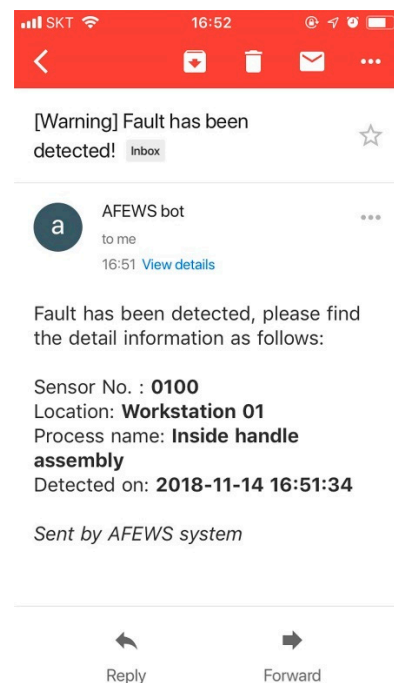 SKT 16:52
[Warning] Fault has been
detected! Inbox
a
AFEWS bot
to me
16:51 View details
Fault has been detected, please find
the detail information as follows:
Sensor No. : 0100
Location: Workstation 01
Process name: Inside handle
assembly
Detected on: 2018-11-14 16:51:34
Sent by AFEWS system
Reply Forward